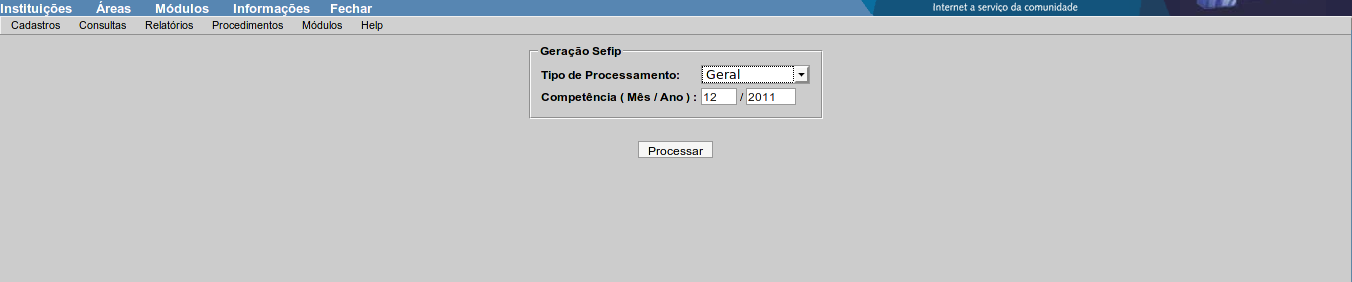 Instituições Áreas Módulos Informações Fechar Internet a serviço da comunidade
Cadastros Consultas Relatórios Procedimentos Módulos Help
Geração Sefip
Tipo de Processamento: Geral
Competência ( Mês / Ano ) : 12 / 2011
Processar